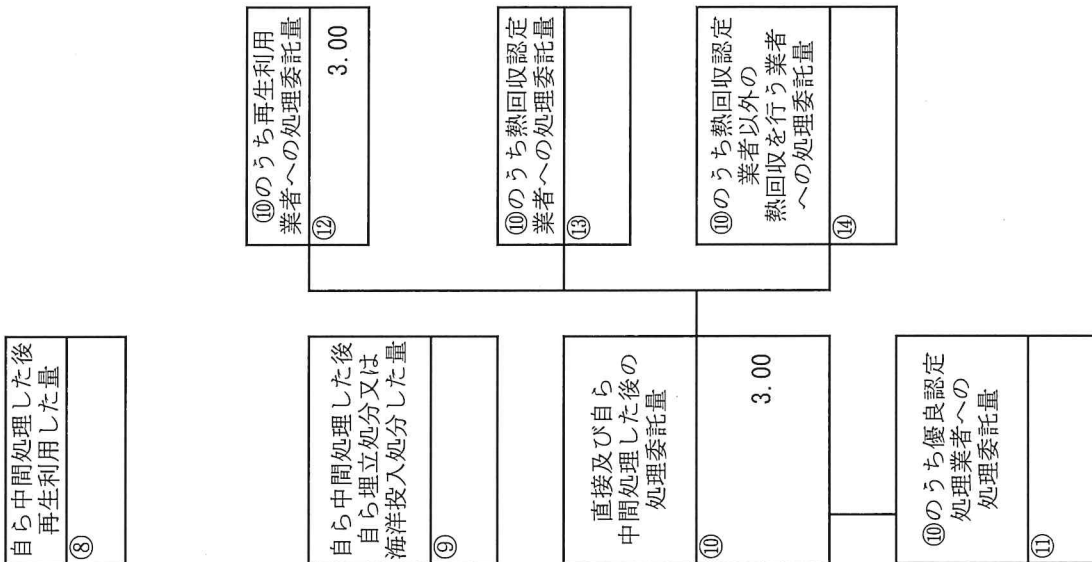 自ら中間処理した後
再生利用した量
⑧
自ら中間処理した後
自ら埋立処分又は
海洋投入処分した量
⑨
直接及び自ら
中間処理した後の
処理委託量
⑩
3.00
⑩のうち優良認定
処理業者への
処理委託量
⑪
⑩のうち再生利用
業者への処理委託量
⑫
3.00
⑩のうち熱回収認定
業者への処理委託量
⑬
⑩のうち熱回収認定
業者以外の
熱回収を行う業者
への処理委託量
⑭